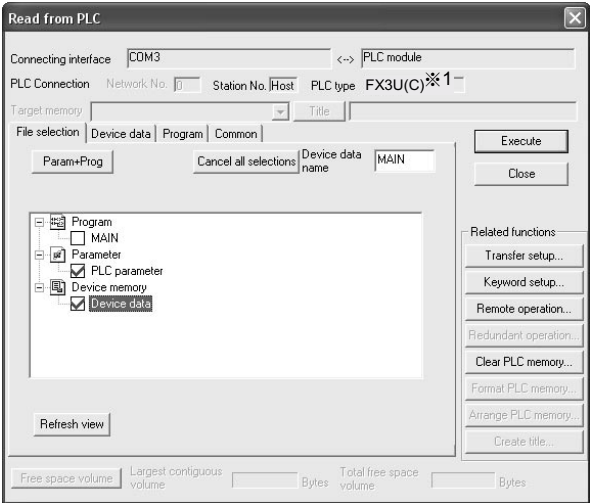 Read from PLC
Connecting interface COM3 <--> PLC module
PLC Connection Network No. 0 Station No. Host PLC type FX3U(C)※1
Target memory Title
File selection Device data Program Common
Execute
Param+Prog Cancel all selections Device data name MAIN
Close
Program
MAIN
Parameter
PLC parameter
Device memory
Device data
Related functions
Transfer setup...
Keyword setup...
Remote operation...
Redundant operation...
Clear PLC memory...
Format PLC memory...
Arrange PLC memory...
Create title...
Refresh view
Free space volume Largest contiguous volume Bytes Total free space volume Bytes